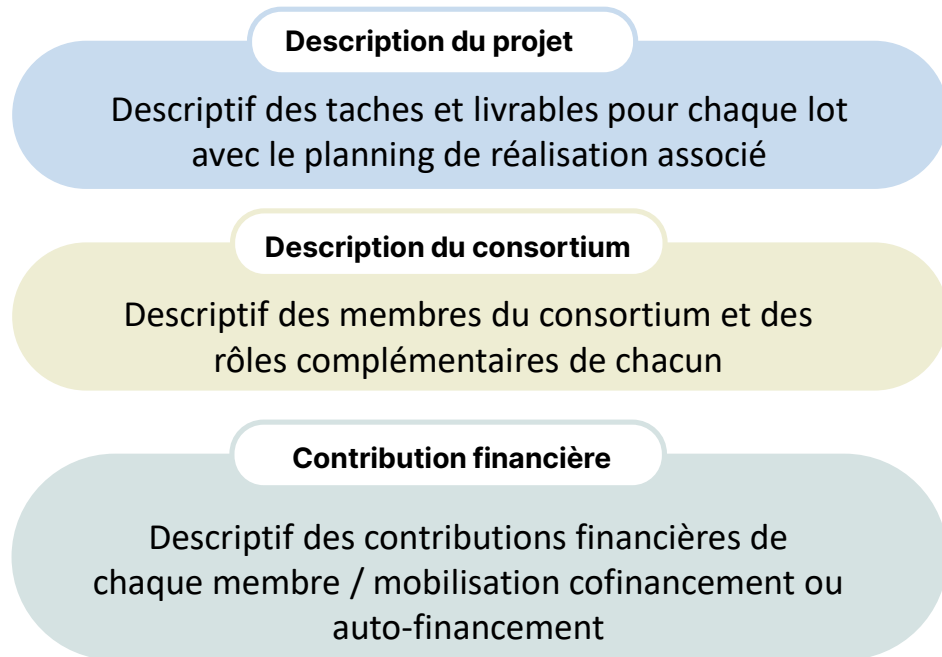 Description du projet
Descriptif des taches et livrables pour chaque lot
avec le planning de réalisation associé
Description du consortium
Descriptif des membres du consortium et des
rôles complémentaires de chacun
Contribution financière
Descriptif des contributions financières de
chaque membre / mobilisation cofinancement ou
auto-financement